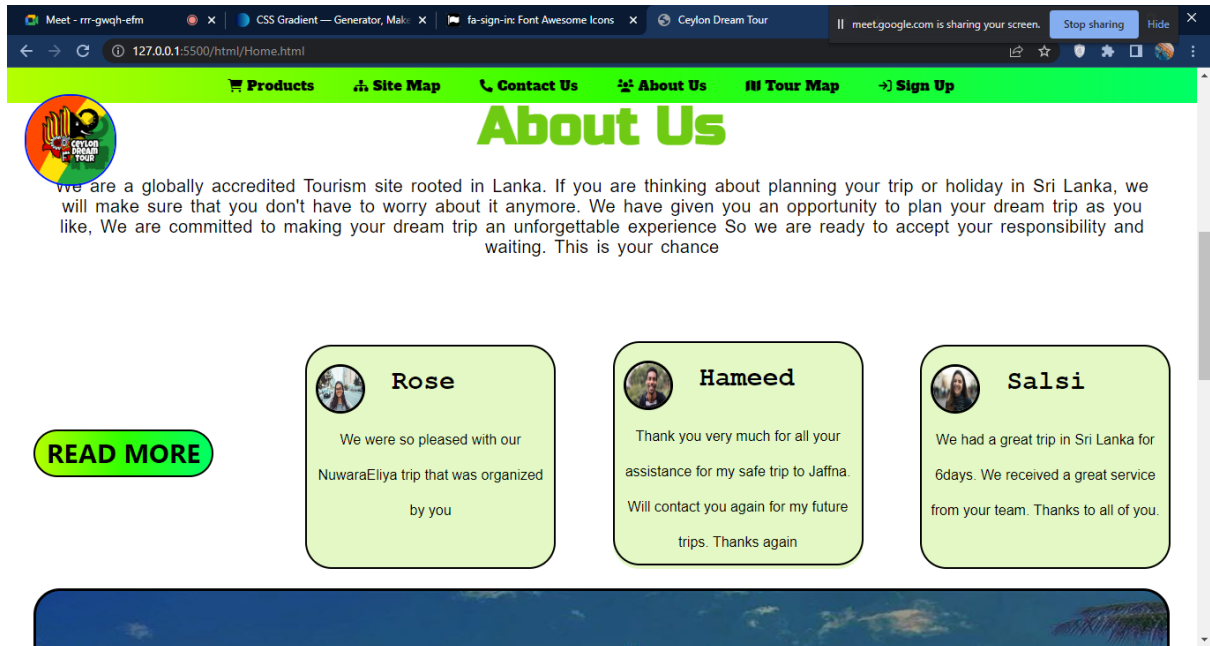 Meet - rrr-gwqh-efm
CSS Gradient — Generator, Make
fa-sign-in: Font Awesome Icons
Ceylon Dream Tour
meet.google.com is sharing your screen.
Stop sharing
Hide
127.0.0.1:5500/html/Home.html
Products
Site Map
Contact Us
About Us
Tour Map
Sign Up
CEYLON
DREAM
TOUR
About Us
We are a globally accredited Tourism site rooted in Lanka. If you are thinking about planning your trip or holiday in Sri Lanka, we
will make sure that you don't have to worry about it anymore. We have given you an opportunity to plan your dream trip as you
like, We are committed to making your dream trip an unforgettable experience So we are ready to accept your responsibility and
waiting. This is your chance
READ MORE
Rose
We were so pleased with our
NuwaraEliya trip that was organized
by you
Hameed
Thank you very much for all your
assistance for my safe trip to Jaffna.
Will contact you again for my future
trips. Thanks again
Salsi
We had a great trip in Sri Lanka for
6days. We received a great service
from your team. Thanks to all of you.